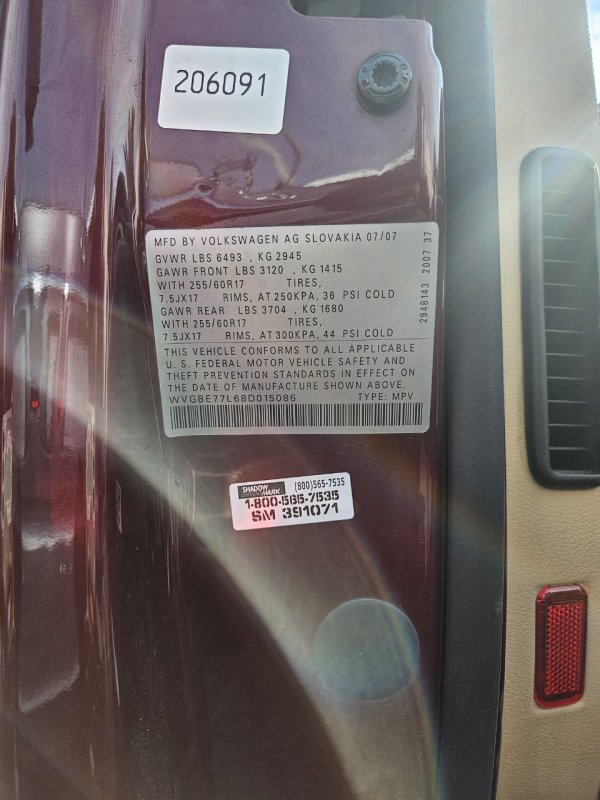 206091
MFD BY VOLKSWAGEN AG SLOVAKIA 07/07
GVWR LBS 6493 , KG 2945
GAWR FRONT LBS 3120 , KG 1415
WITH 255/60R17 TIRES,
7.5JX17 RIMS, AT 250KPA, 36 PSI COLD
GAWR REAR LBS 3704 , KG 1680
WITH 255/60R17 TIRES,
7.5JX17 RIMS, AT 300KPA, 44 PSI COLD
THIS VEHICLE CONFORMS TO ALL APPLICABLE
U. S. FEDERAL MOTOR VEHICLE SAFETY AND
THEFT PREVENTION STANDARDS IN EFFECT ON
THE DATE OF MANUFACTURE SHOWN ABOVE.
WVGBE77L68D015086 TYPE: MPV
2948143 2007 37
SHADOW MARK (800)565-7535
1-800-565-7535
SM 391071